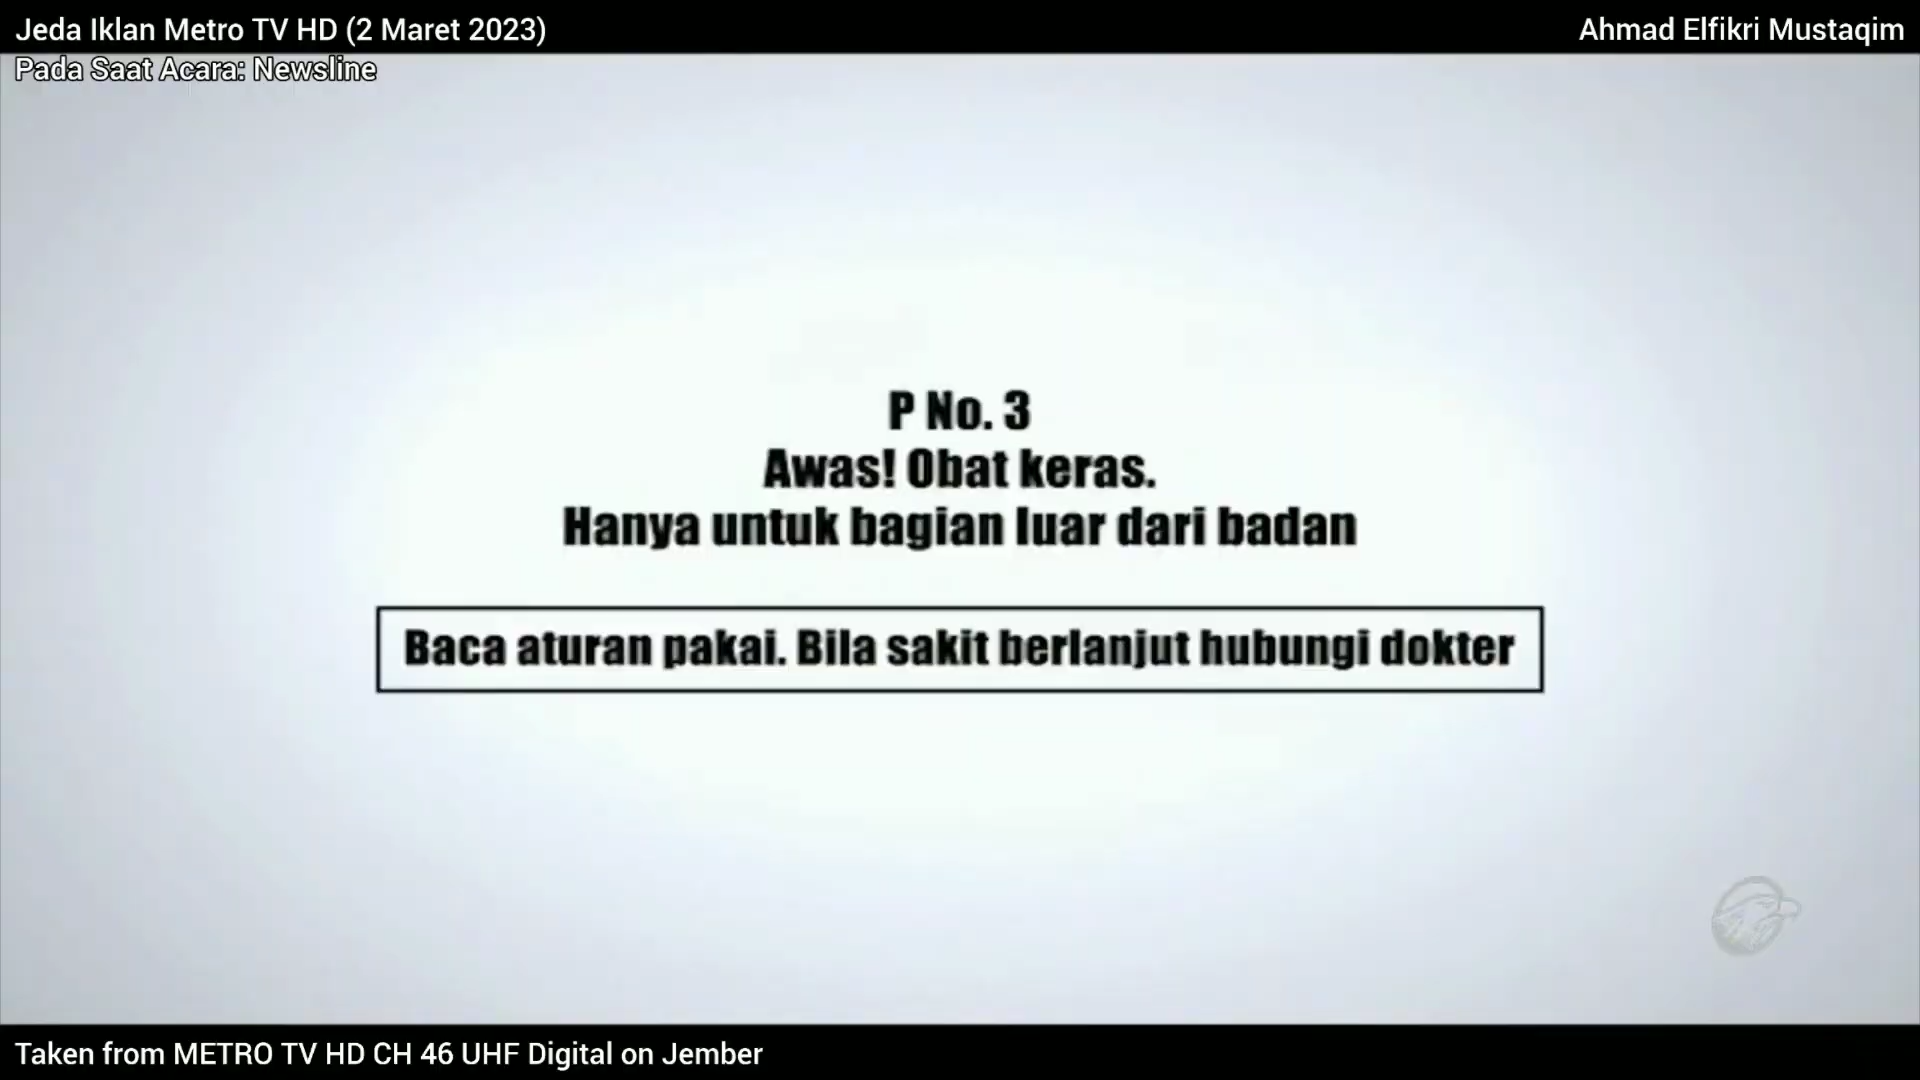 Jeda Iklan Metro TV HD (2 Maret 2023)
Ahmad Elfikri Mustaqim
Pada Saat Acara: Newsline
P No. 3
Awas! Obat keras.
Hanya untuk bagian luar dari badan
Baca aturan pakai. Bila sakit berlanjut hubungi dokter
Taken from METRO TV HD CH 46 UHF Digital on Jember